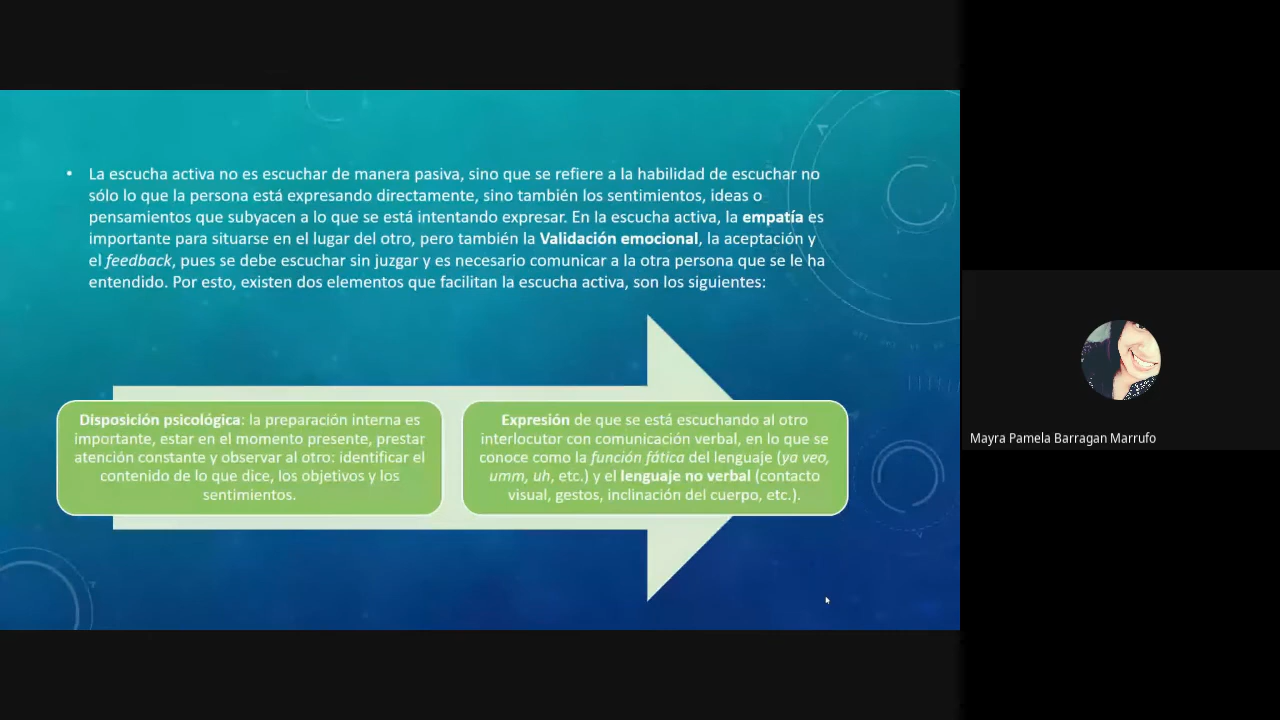 • La escucha activa no es escuchar de manera pasiva, sino que se refiere a la habilidad de escuchar no
sólo lo que la persona está expresando directamente, sino también los sentimientos, ideas o
pensamientos que subyacen a lo que se está intentando expresar. En la escucha activa, la empatía es
importante para situarse en el lugar del otro, pero también la Validación emocional, la aceptación y
el feedback, pues se debe escuchar sin juzgar y es necesario comunicar a la otra persona que se le ha
entendido. Por esto, existen dos elementos que facilitan la escucha activa, son los siguientes:
Disposición psicológica: la preparación interna es
importante, estar en el momento presente, prestar
atención constante y observar al otro: identificar el
contenido de lo que dice, los objetivos y los
sentimientos.
Expresión de que se está escuchando al otro
interlocutor con comunicación verbal, en lo que se
conoce como la función fática del lenguaje (ya veo,
umm, uh, etc.) y el lenguaje no verbal (contacto
visual, gestos, inclinación del cuerpo, etc.).
Mayra Pamela Barragan Marrufo